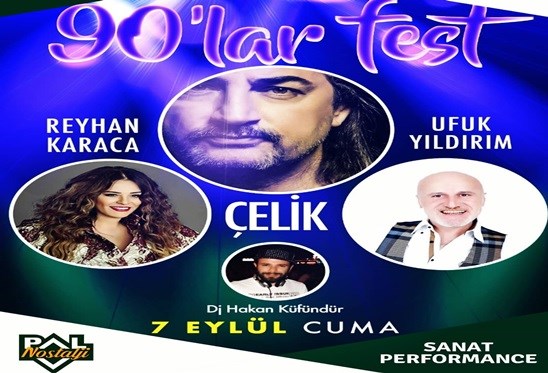 90'lar fest
REYHAN
KARACA
UFUK
YILDIRIM
ÇELİK
Dj Hakan Küfündür
7 EYLÜL CUMA
PAL
Nostalji
SANAT
PERFORMANCE